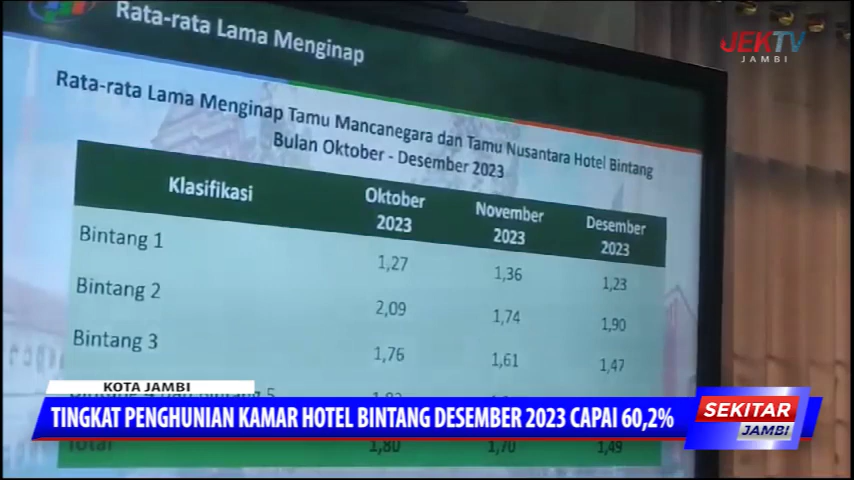 Rata-rata Lama Menginap
JEKTV
JAMBI
Rata-rata Lama Menginap Tamu Mancanegara dan Tamu Nusantara Hotel Bintang
Bulan Oktober - Desember 2023
Klasifikasi Oktober 2023 November 2023 Desember 2023
Bintang 1 1,27 1,36 1,23
Bintang 2 2,09 1,74 1,90
Bintang 3 1,76 1,61 1,47
KOTA JAMBI
TINGKAT PENGHUNIAN KAMAR HOTEL BINTANG DESEMBER 2023 CAPAI 60,2%
SEKITAR
JAMBI
Total 1,80 1,70 1,49